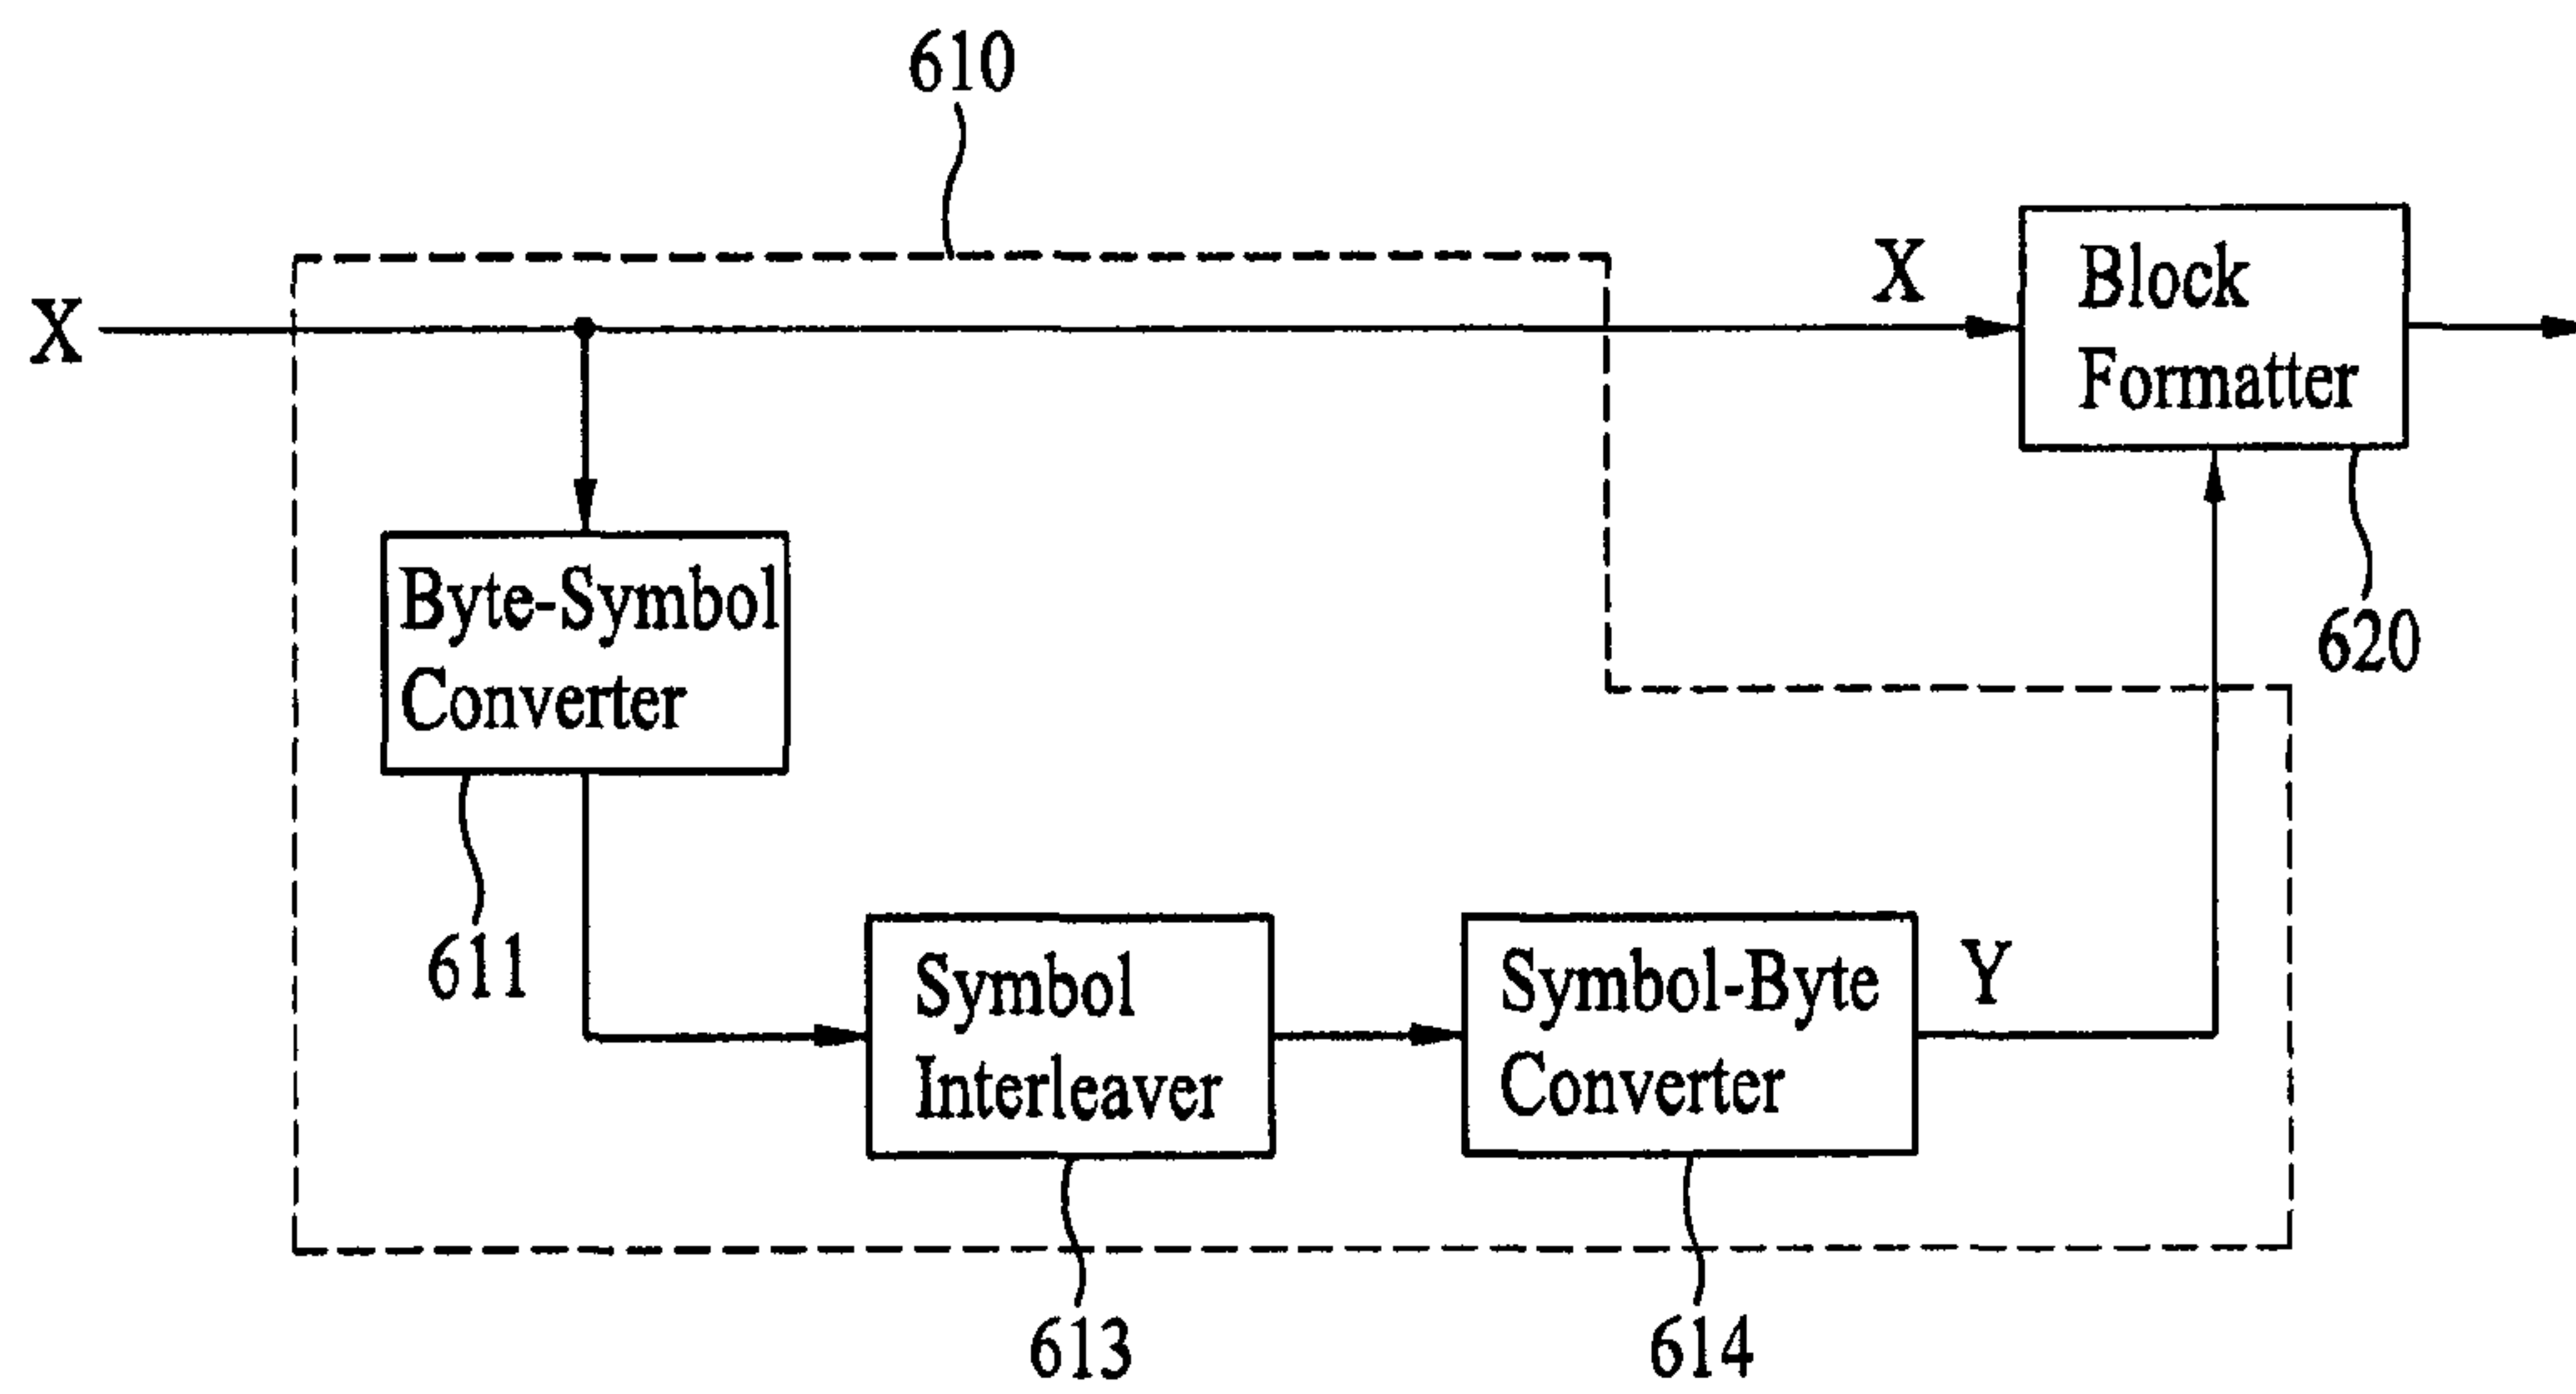 610
X
X
Block
Formatter
620
Byte-Symbol
Converter
611
Symbol
Interleaver
613
Symbol-Byte
Converter
614
Y